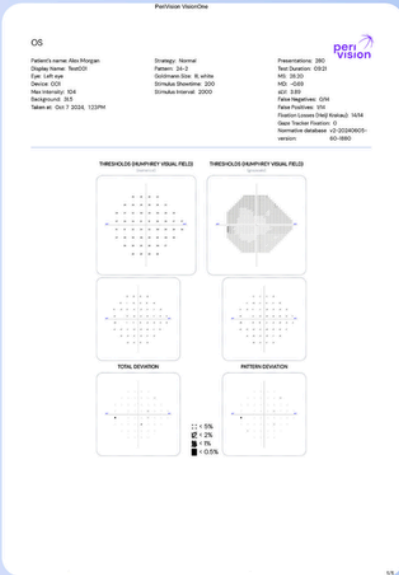 PeriVision VisionOne
OS
peri
vision
Patient's name: Alex Morgan
Display Name: Test001
Eye: Left eye
Device: OC11
Max Intensity: 104
Background: 31.5
Taken at: Oct 7 2024, 1:23PM
Strategy: Normal
Pattern: 24-2
Goldmann Size: III, white
Stimulus Showtime: 200
Stimulus Interval: 2000
Presentations: 280
Test Duration: 09:21
MS: 28.20
MD: -0.69
sLV: 3.89
False Negatives: 0/14
False Positives: 1/14
Fixation Losses (Heijl Krakau): 14/14
Gaze Tracker Fixation: 0
Normative database
version:
v2-20240605-
60-1880
THRESHOLDS (HUMPHREY VISUAL FIELD)
THRESHOLDS (HUMPHREY VISUAL FIELD)
TOTAL DEVIATION
PATTERN DEVIATION
< 5%
< 2%
< 1%
< 0.5%